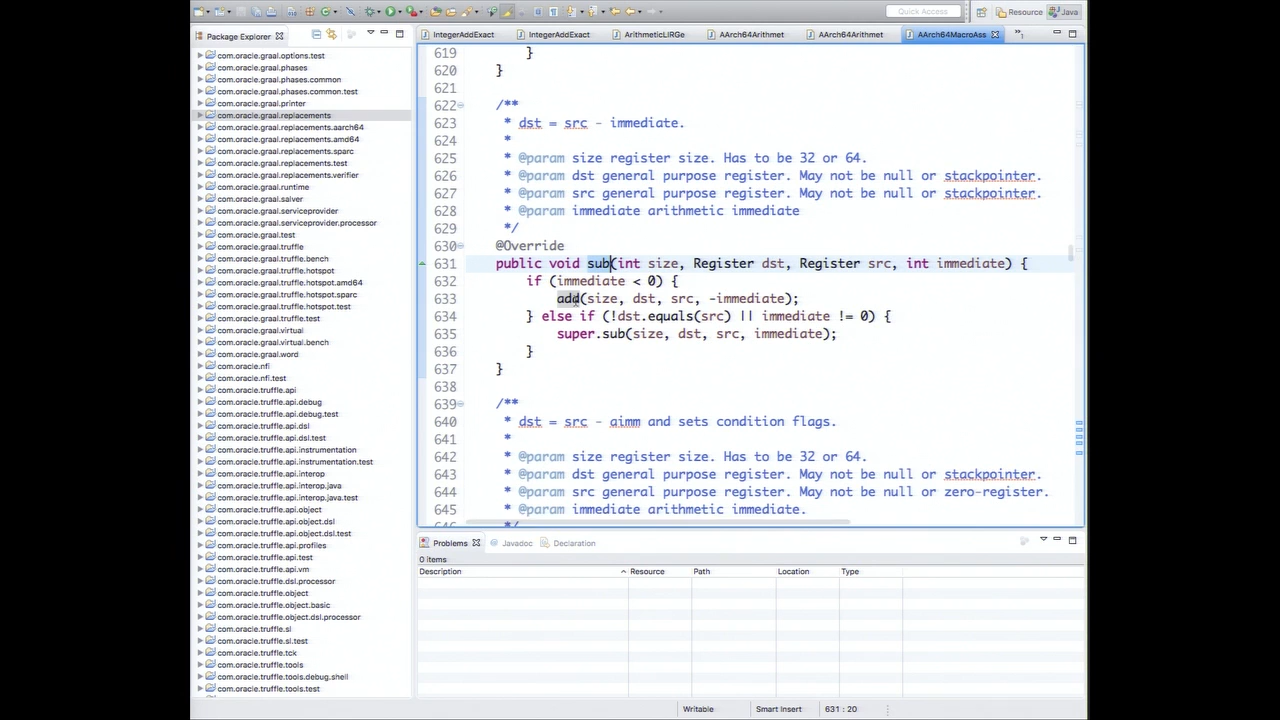 Quick Access
Resource
Java
Package Explorer
IntegerAddExact
IntegerAddExact
ArithmeticLIRGe
AArch64Arithmet
AArch64Arithmet
AArch64MacroAss
com.oracle.graal.options.test
com.oracle.graal.phases
com.oracle.graal.phases.common
com.oracle.graal.phases.common.test
com.oracle.graal.printer
com.oracle.graal.replacements
com.oracle.graal.replacements.aarch64
com.oracle.graal.replacements.amd64
com.oracle.graal.replacements.sparc
com.oracle.graal.replacements.test
com.oracle.graal.replacements.verifier
com.oracle.graal.runtime
com.oracle.graal.salver
com.oracle.graal.serviceprovider
com.oracle.graal.serviceprovider.processor
com.oracle.graal.test
com.oracle.graal.truffle
com.oracle.graal.truffle.bench
com.oracle.graal.truffle.hotspot
com.oracle.graal.truffle.hotspot.amd64
com.oracle.graal.truffle.hotspot.sparc
com.oracle.graal.truffle.hotspot.test
com.oracle.graal.truffle.test
com.oracle.graal.virtual
com.oracle.graal.virtual.bench
com.oracle.graal.word
com.oracle.nfi
com.oracle.nfi.test
com.oracle.truffle.api
com.oracle.truffle.api.debug
com.oracle.truffle.api.debug.test
com.oracle.truffle.api.dsl
com.oracle.truffle.api.dsl.test
com.oracle.truffle.api.instrumentation
com.oracle.truffle.api.instrumentation.test
com.oracle.truffle.api.interop
com.oracle.truffle.api.interop.java
com.oracle.truffle.api.interop.java.test
com.oracle.truffle.api.object
com.oracle.truffle.api.object.dsl
com.oracle.truffle.api.object.dsl.test
com.oracle.truffle.api.profiles
com.oracle.truffle.api.test
com.oracle.truffle.api.vm
com.oracle.truffle.dsl.processor
com.oracle.truffle.object
com.oracle.truffle.object.basic
com.oracle.truffle.object.dsl.processor
com.oracle.truffle.sl
com.oracle.truffle.sl.test
com.oracle.truffle.tck
com.oracle.truffle.tools
com.oracle.truffle.tools.debug.shell
com.oracle.truffle.tools.test
619 }
620 }
621
622 /**
623 * dst = src - immediate.
624 *
625 * @param size register size. Has to be 32 or 64.
626 * @param dst general purpose register. May not be null or stackpointer.
627 * @param src general purpose register. May not be null or stackpointer.
628 * @param immediate arithmetic immediate
629 */
630 @Override
631 public void sub(int size, Register dst, Register src, int immediate) {
632 if (immediate < 0) {
633 add(size, dst, src, -immediate);
634 } else if (!dst.equals(src) || immediate != 0) {
635 super.sub(size, dst, src, immediate);
636 }
637 }
638
639 /**
640 * dst = src - aimm and sets condition flags.
641 *
642 * @param size register size. Has to be 32 or 64.
643 * @param dst general purpose register. May not be null or stackpointer.
644 * @param src general purpose register. May not be null or zero-register.
645 * @param immediate arithmetic immediate.
646 */
Problems
Javadoc
Declaration
0 items
Description
Resource
Path
Location
Type
Writable
Smart Insert
631 : 20